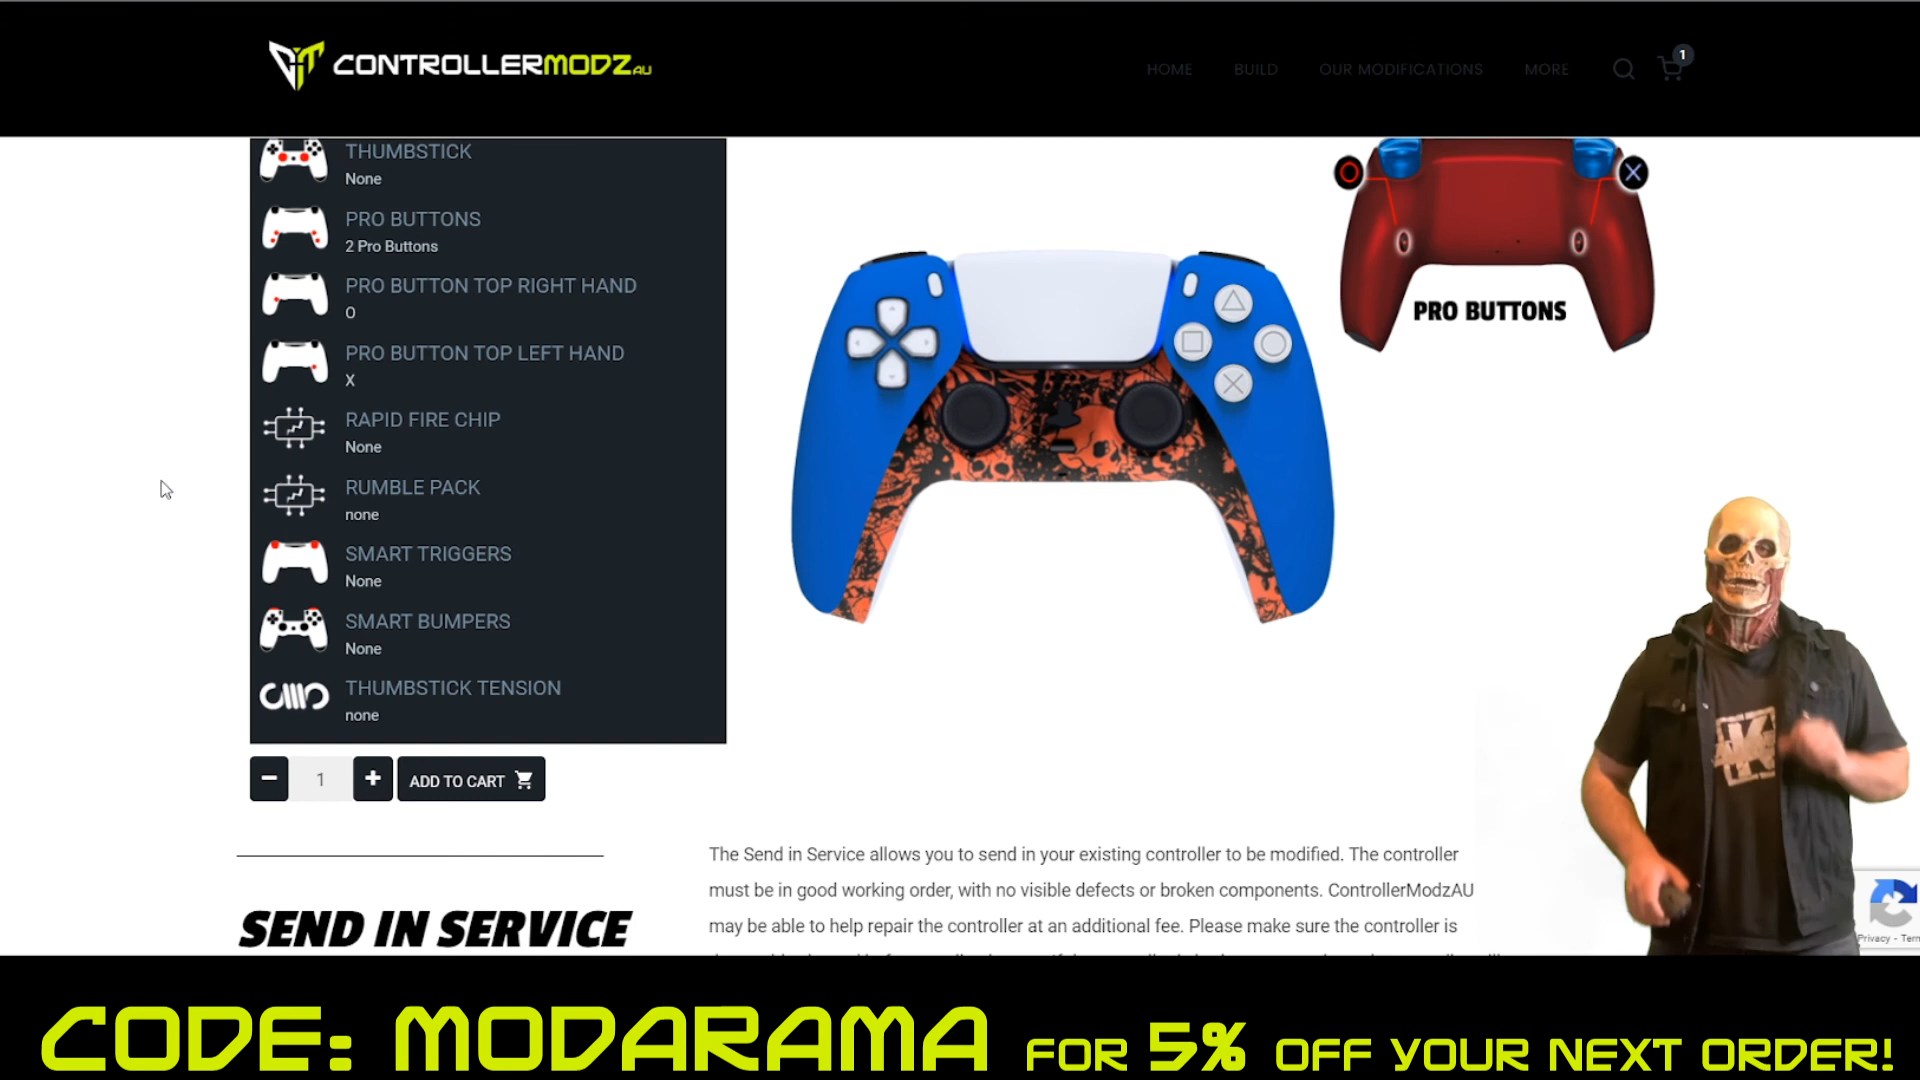 CONTROLLERMODZAU
HOME BUILD OUR MODIFICATIONS MORE 1
THUMBSTICK
None
PRO BUTTONS
2 Pro Buttons
PRO BUTTON TOP RIGHT HAND
O
PRO BUTTON TOP LEFT HAND
X
RAPID FIRE CHIP
None
RUMBLE PACK
none
SMART TRIGGERS
None
SMART BUMPERS
None
THUMBSTICK TENSION
none
PRO BUTTONS
1
ADD TO CART
SEND IN SERVICE
The Send in Service allows you to send in your existing controller to be modified. The controller
must be in good working order, with no visible defects or broken components. ControllerModzAU
may be able to help repair the controller at an additional fee. Please make sure the controller is
Privacy - Tern
CODE: MODARAMA FOR 5% OFF YOUR NEXT ORDER!